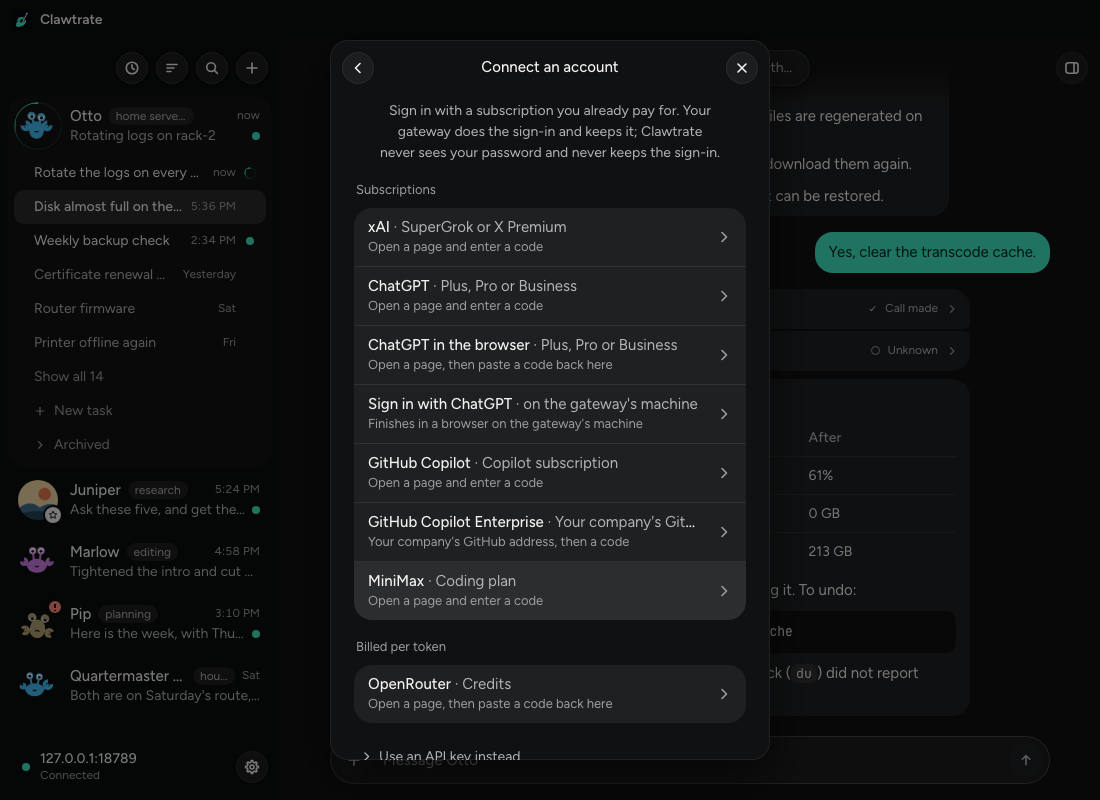 Clawtrate
Otto home serve... now
Rotating logs on rack-2
Rotate the logs on every ... now
Disk almost full on the... 5:36 PM
Weekly backup check 2:34 PM
Certificate renewal ... Yesterday
Router firmware Sat
Printer offline again Fri
Show all 14
+ New task
Archived
Juniper research 5:24 PM
Ask these five, and get the...
Marlow editing 4:58 PM
Tightened the intro and cut ...
Pip planning 3:10 PM
Here is the week, with Thu...
Quartermaster ... hou... Sat
Both are on Saturday's route,...
127.0.0.1:18789
Connected
Connect an account
Sign in with a subscription you already pay for. Your
gateway does the sign-in and keeps it; Clawtrate
never sees your password and never keeps the sign-in.
Subscriptions
xAI · SuperGrok or X Premium
Open a page and enter a code
ChatGPT · Plus, Pro or Business
Open a page and enter a code
ChatGPT in the browser · Plus, Pro or Business
Open a page, then paste a code back here
Sign in with ChatGPT · on the gateway's machine
Finishes in a browser on the gateway's machine
GitHub Copilot · Copilot subscription
Open a page and enter a code
GitHub Copilot Enterprise · Your company's Git...
Your company's GitHub address, then a code
MiniMax · Coding plan
Open a page and enter a code
Billed per token
OpenRouter · Credits
Open a page, then paste a code back here
Use an API key instead
Message Otto
th...
iles are regenerated on
download them again.
can be restored.
Yes, clear the transcode cache.
Call made
Unknown
After
61%
0 GB
213 GB
g it. To undo:
che
ck ( du ) did not report